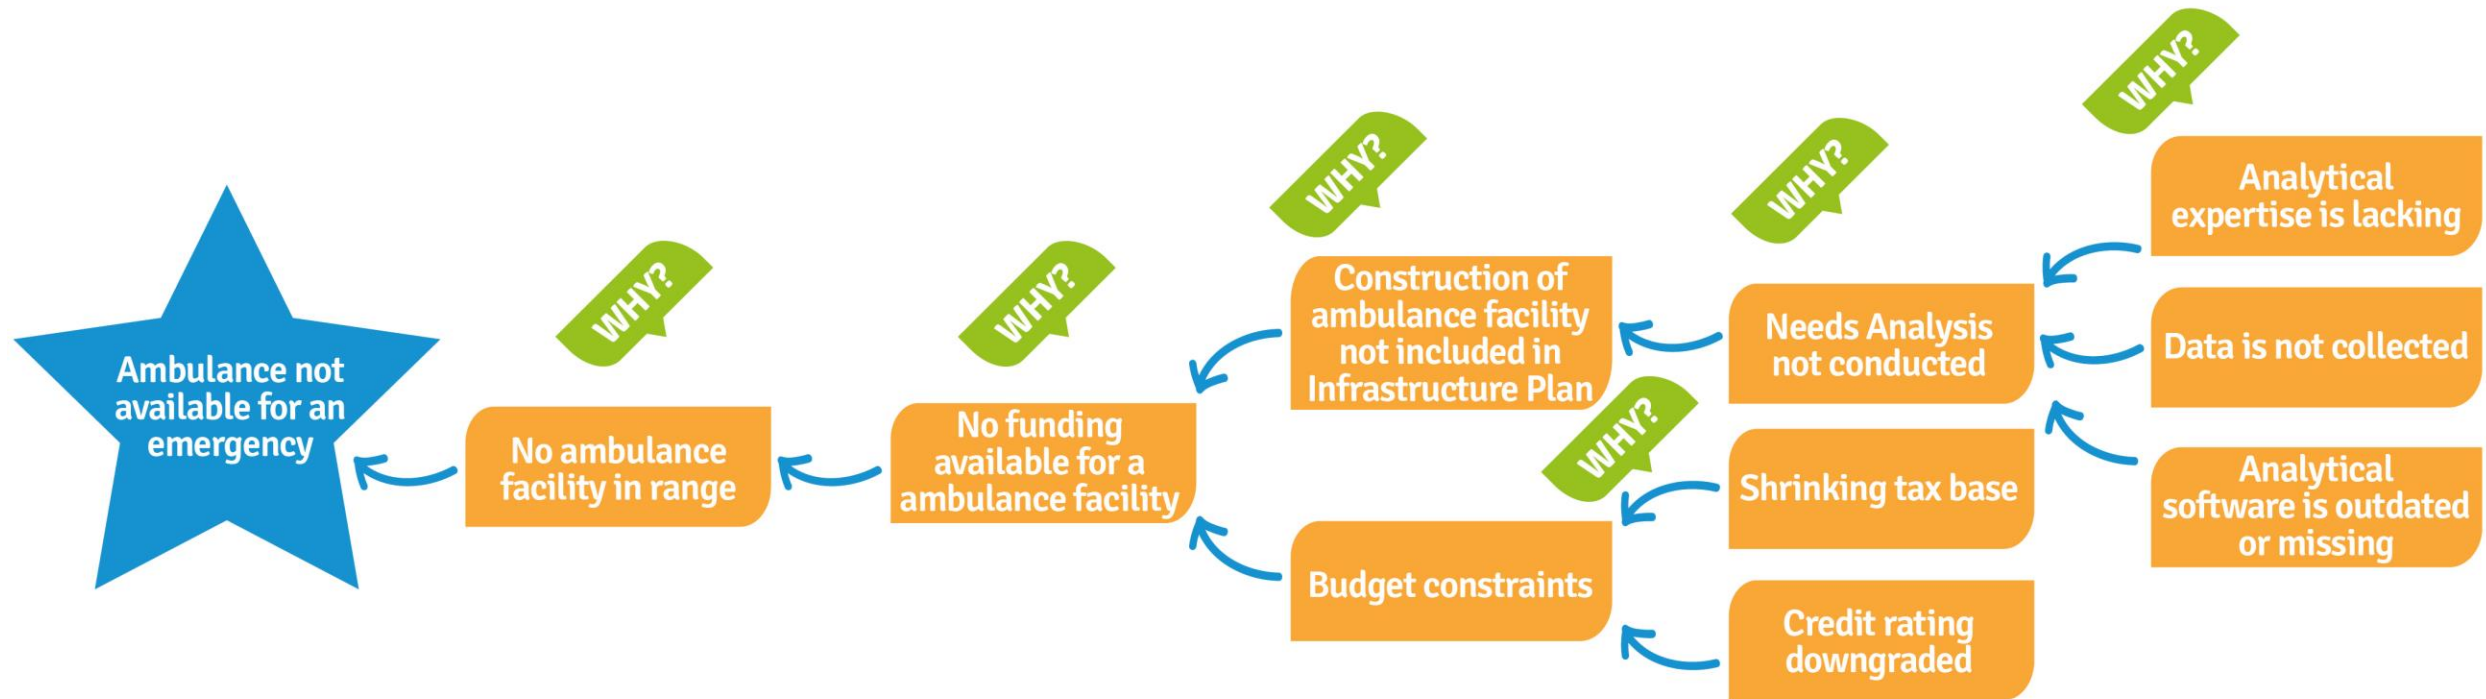 Ambulance not
available for an
emergency
WHY?
No ambulance
facility in range
WHY?
No funding
available for a
ambulance facility
WHY?
Construction of
ambulance facility
not included in
Infrastructure Plan
Budget constraints
WHY?
Needs Analysis
not conducted
WHY?
Shrinking tax base
Credit rating
downgraded
WHY?
Analytical
expertise is lacking
Data is not collected
Analytical
software is outdated
or missing